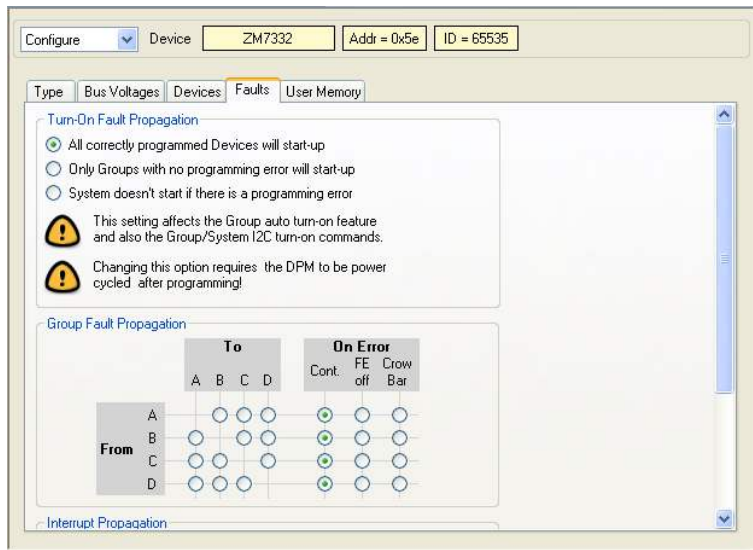 Configure Device ZM7332 Addr = 0x5e ID = 65535
Type Bus Voltages Devices Faults User Memory
Turn-On Fault Propagation
All correctly programmed Devices will start-up
Only Groups with no programming error will start-up
System doesn't start if there is a programming error
This setting affects the Group auto turn-on feature
and also the Group/System I2C turn-on commands.
Changing this option requires the DPM to be power
cycled after programming!
Group Fault Propagation
To On Error
A B C D Cont. FE off Crow Bar
From
A
B
C
D
Interrupt Propagation